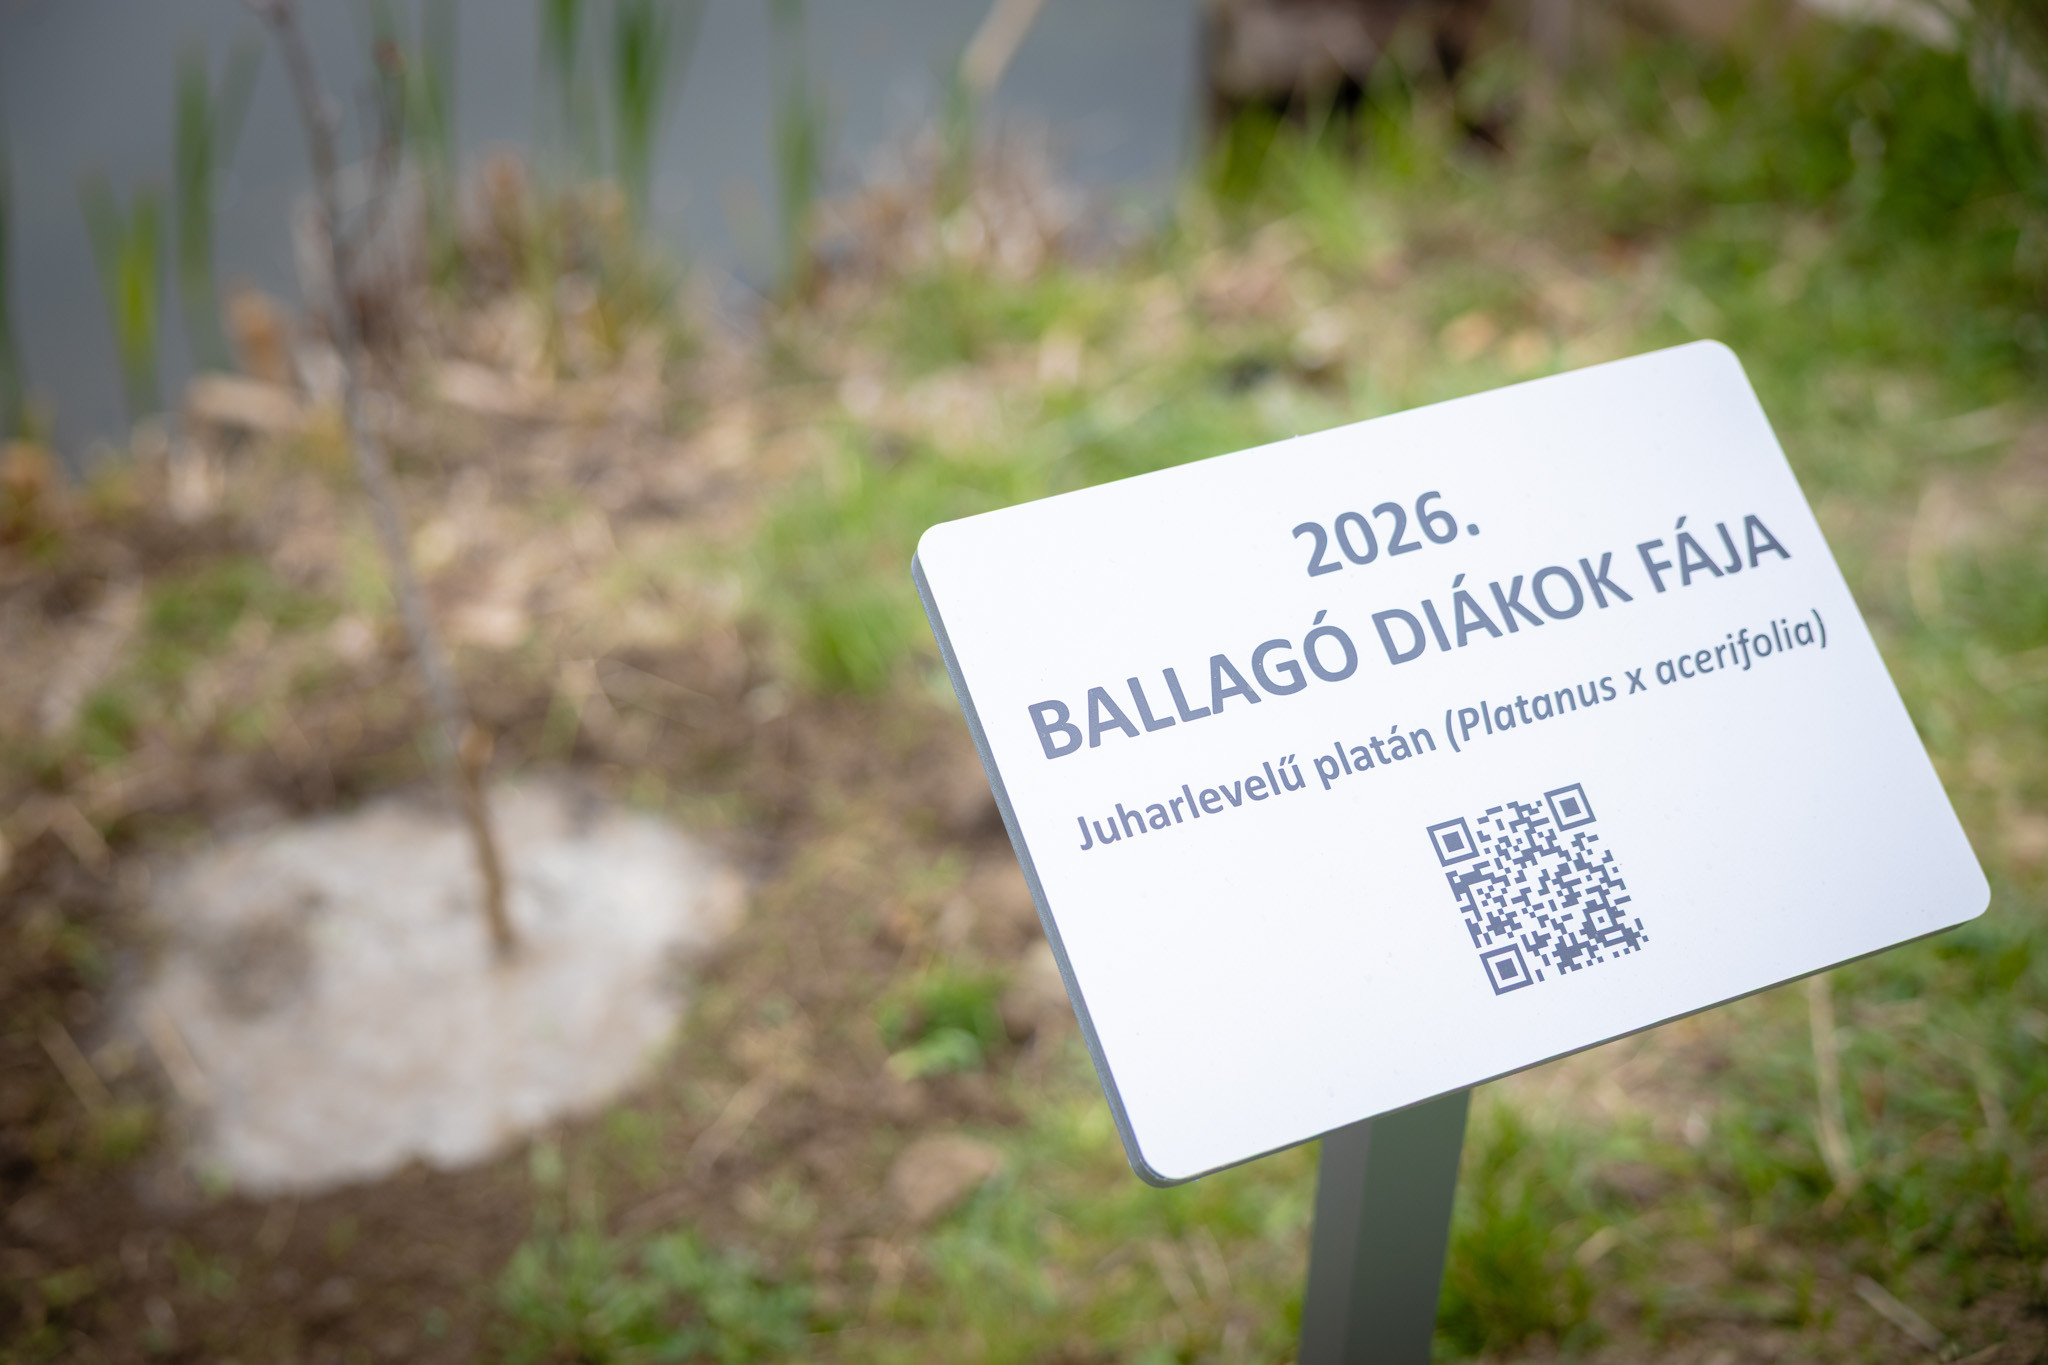 2026.
BALLAGÓ DIÁKOK FÁJA
Juharlevelű platán (Platanus x acerifolia)